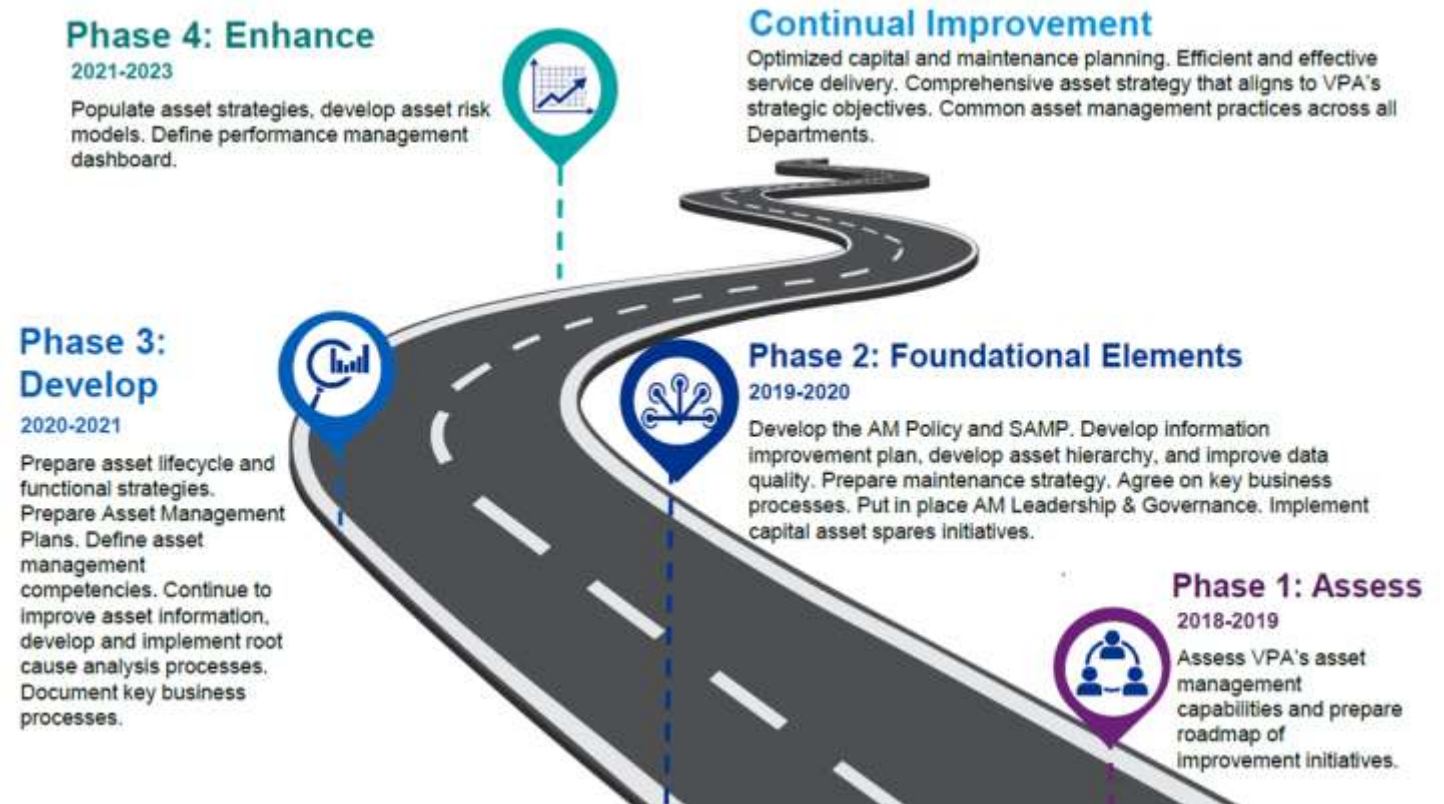 Phase 4: Enhance
2021-2023
Populate asset strategies, develop asset risk
models. Define performance management
dashboard.
Continual Improvement
Optimized capital and maintenance planning. Efficient and effective
service delivery. Comprehensive asset strategy that aligns to VPA's
strategic objectives. Common asset management practices across all
Departments.
Phase 3:
Develop
2020-2021
Prepare asset lifecycle and
functional strategies.
Prepare Asset Management
Plans. Define asset
management
competencies. Continue to
improve asset information,
develop and implement root
cause analysis processes.
Document key business
processes.
Phase 2: Foundational Elements
2019-2020
Develop the AM Policy and SAMP. Develop information
improvement plan, develop asset hierarchy, and improve data
quality. Prepare maintenance strategy. Agree on key business
processes. Put in place AM Leadership & Governance. Implement
capital asset spares initiatives.
Phase 1: Assess
2018-2019
Assess VPA's asset
management
capabilities and prepare
roadmap of
improvement initiatives.